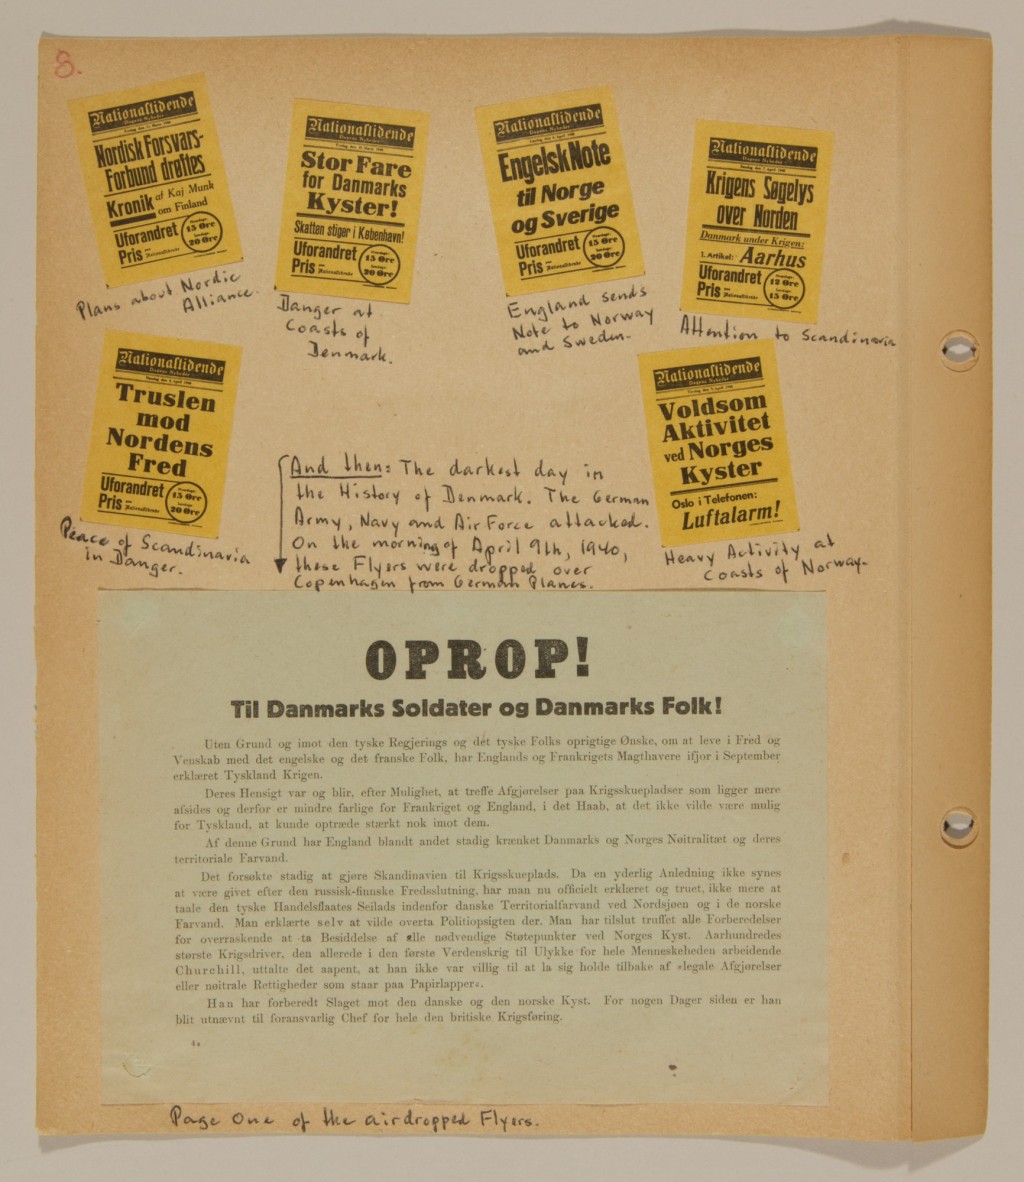 8.
Nationaltidende
Nordisk Forsvars-
Forbund drøftes
Kronik af Kaj Munk
om Finland
Uforandret
Pris
15 Øre
20 Øre
Plans about Nordic
Alliance.
Nationaltidende
Stor Fare
for Danmarks
Kyster!
Skatten stiger i København!
Uforandret
Pris
15 Øre
20 Øre
Danger at
Coasts of
Denmark.
Nationaltidende
Engelsk Note
til Norge
og Sverige
Uforandret
Pris
15 Øre
20 Øre
England sends
Note to Norway
and Sweden.
Nationaltidende
Krigens Søgelys
over Norden
Danmark under Krigen:
1. Artikel: Aarhus
Uforandret
Pris
12 Øre
15 Øre
Attention to Scandinavia
Nationaltidende
Truslen
mod
Nordens
Fred
Uforandret
Pris
15 Øre
20 Øre
Peace of Scandinavia
in Danger.
Nationaltidende
Voldsom
Aktivitet
ved Norges
Kyster
Oslo i Telefonen:
Luftalarm!
Heavy Activity at
Coasts of Norway.
And then: The darkest day in
the History of Denmark. The German
Army, Navy and Air Force attacked.
On the morning of April 9th, 1940,
these Flyers were dropped over
Copenhagen from German Planes.
OPROP!
Til Danmarks Soldater og Danmarks Folk!
Uten Grund og imot den tyske Regjerings og det tyske Folks oprigtige Ønske, om at leve i Fred og
Venskab med det engelske og det franske Folk, har Englands og Frankrigets Magthavere ifjor i September
erklæret Tyskland Krigen.
Deres Hensigt var og blir, efter Mulighet, at treffe Afgjørelser paa Krigsskuepladser som ligger mere
afsides og derfor er mindre farlige for Frankriget og England, i det Haab, at det ikke vilde være mulig
for Tyskland, at kunde optræde stærkt nok imot dem.
Af denne Grund har England blandt andet stadig krænket Danmarks og Norges Nøitralitæt og deres
territoriale Farvand.
Det forsøkte stadig at gjøre Skandinavien til Krigsskueplads. Da en yderlig Anledning ikke synes
at være givet efter den russisk-finnske Fredsslutning, har man nu officielt erklæret og truet, ikke mere at
taale den tyske Handelsflaates Seilads indenfor danske Territorialfarvand ved Nordsjøen og i de norske
Farvand. Man erklærte selv at vilde overta Politiopsigten der. Man har tilslut truffet alle Forberedelser
for overraskende at ta Besiddelse af alle nødvendige Støtepunkter ved Norges Kyst. Aarhundredes
største Krigsdriver, den allerede i den første Verdenskrig til Ulykke for hele Menneskeheden arbeidende
Churchill, uttalte det aapent, at han ikke var villig til at la sig holde tilbake af »legale Afgjørelser
eller nøitrale Rettigheder som staar paa Papirlapper«.
Han har forberedt Slaget mot den danske og den norske Kyst. For nogen Dager siden er han
blit utnævnt til foransvarlig Chef for hele den britiske Krigsføring.
Page One of the airdropped Flyers.